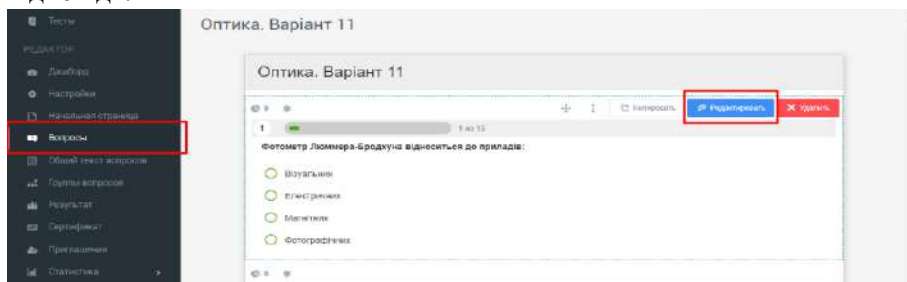 Тесты
Оптика. Варіант 11
РЕДАКТОР
Дашборд
Настройки
Начальная страница
Вопросы
Общий текст вопросов
Группы вопросов
Результат
Сертификат
Приглашения
Статистика
Оптика. Варіант 11
Копировать
Редактировать
Удалить
1
1 из 15
Фотометр Люммера-Бродхуна відноситься до приладів:
Візуальних
Електричних
Магнітних
Фотографічних